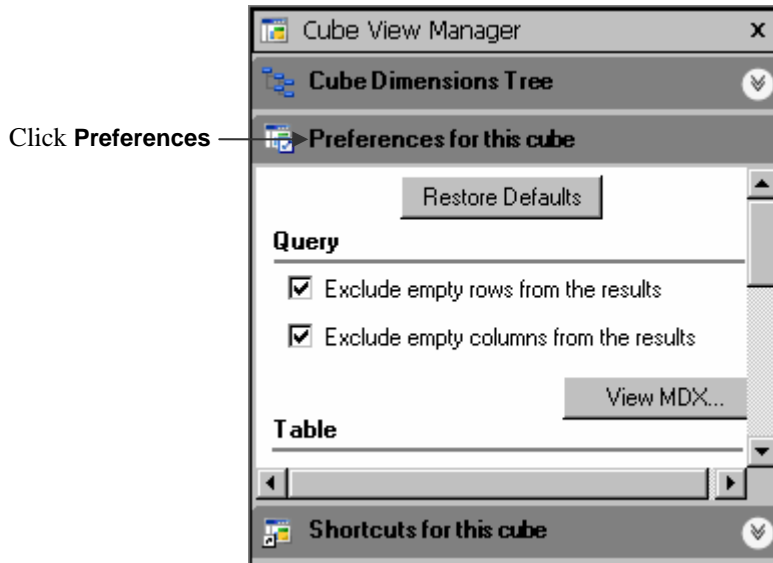 Cube View Manager x
Cube Dimensions Tree
Click Preferences
Preferences for this cube
Restore Defaults
Query
Exclude empty rows from the results
Exclude empty columns from the results
View MDX...
Table
Shortcuts for this cube